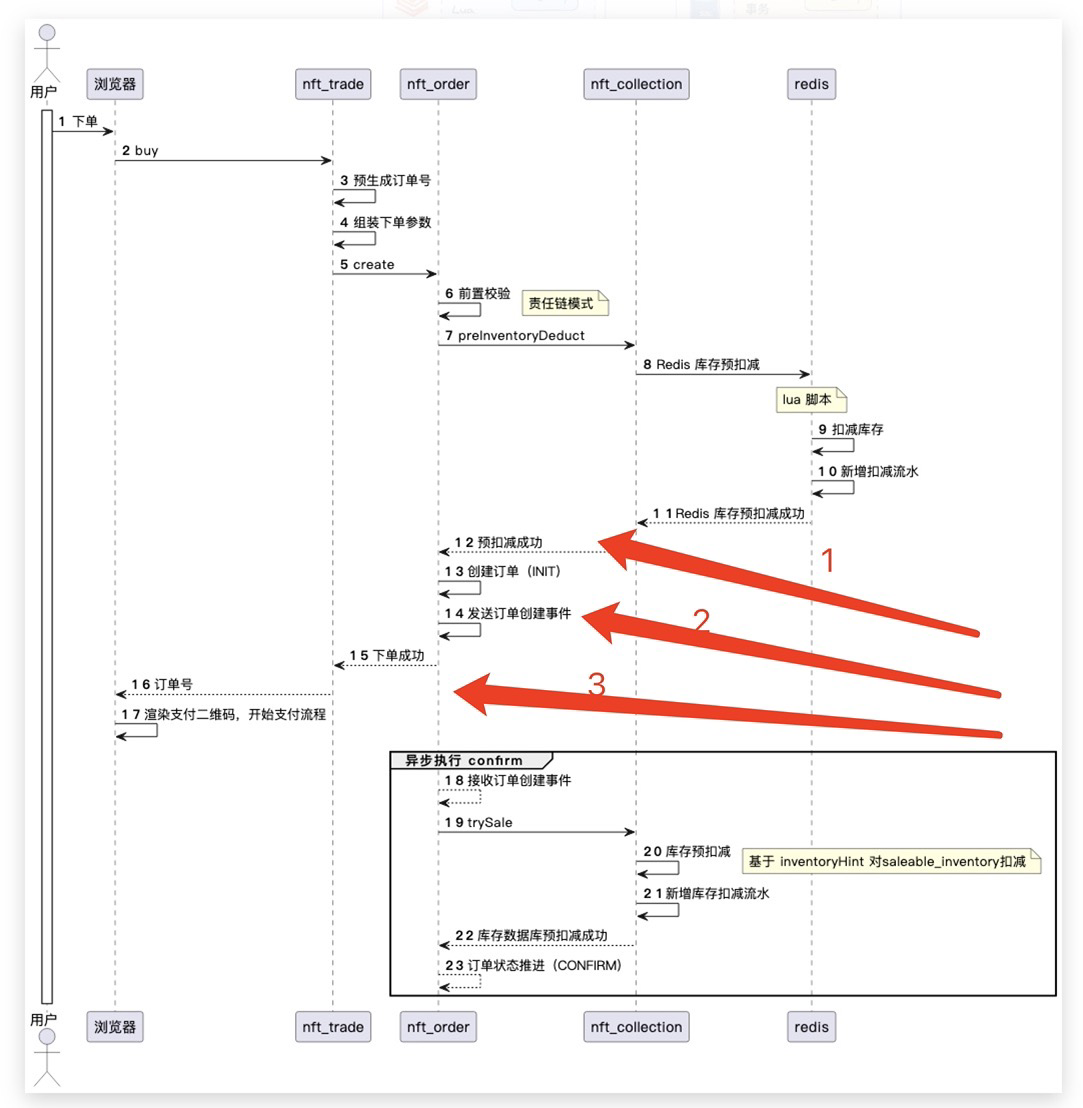 用户
浏览器
nft_trade
nft_order
nft_collection
redis
1 下单
2 buy
3 预生成订单号
4 组装下单参数
5 create
6 前置校验
责任链模式
7 preInventoryDeduct
8 Redis 库存预扣减
lua 脚本
9 扣减库存
10 新增扣减流水
11 Redis 库存预扣减成功
12 预扣减成功
1
13 创建订单（INIT）
14 发送订单创建事件
2
15 下单成功
16 订单号
3
17 渲染支付二维码，开始支付流程
异步执行 confirm
18 接收订单创建事件
19 trySale
20 库存预扣减
基于 inventoryHint 对saleable_inventory扣减
21 新增库存扣减流水
22 库存数据库预扣减成功
23 订单状态推进（CONFIRM）
用户
浏览器
nft_trade
nft_order
nft_collection
redis